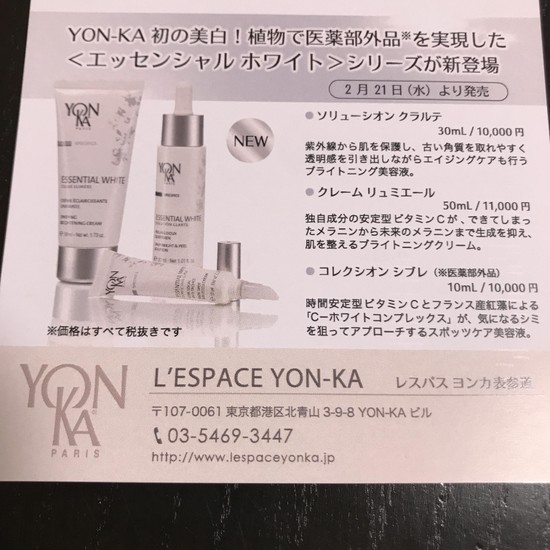 YON-KA 初の美白！植物で医薬部外品※を実現した
＜エッセンシャル ホワイト＞シリーズが新登場
2月21日（水）より発売
YON
KA
PARIS
ESSENTIAL WHITE
YON
KA
PARIS
ESSENTIAL WHITE
NEW
● ソリューシオン クラルテ
30mL / 10,000円
紫外線から肌を保護し、古い角質を取れやすく
透明感を引き出しながらエイジングケアも行う
ブライトニング美容液。
● クレーム リュミエール
50mL / 11,000円
独自成分の安定型ビタミンCが、できてしまっ
たメラニンから未来のメラニンまで生成を抑え、
肌を整えるブライトニングクリーム。
● コレクシオン シブレ（※医薬部外品）
10mL / 10,000円
時間安定型ビタミンCとフランス産紅藻による
「C-ホワイトコンプレックス」が、気になるシミ
を狙ってアプローチするスポッツケア美容液。
※価格はすべて税抜きです
YON
KA
PARIS
L'ESPACE YON-KA レスパス ヨンカ表参道
〒107-0061 東京都港区北青山 3-9-8 YON-KA ビル
03-5469-3447
http://www.lespaceyonka.jp